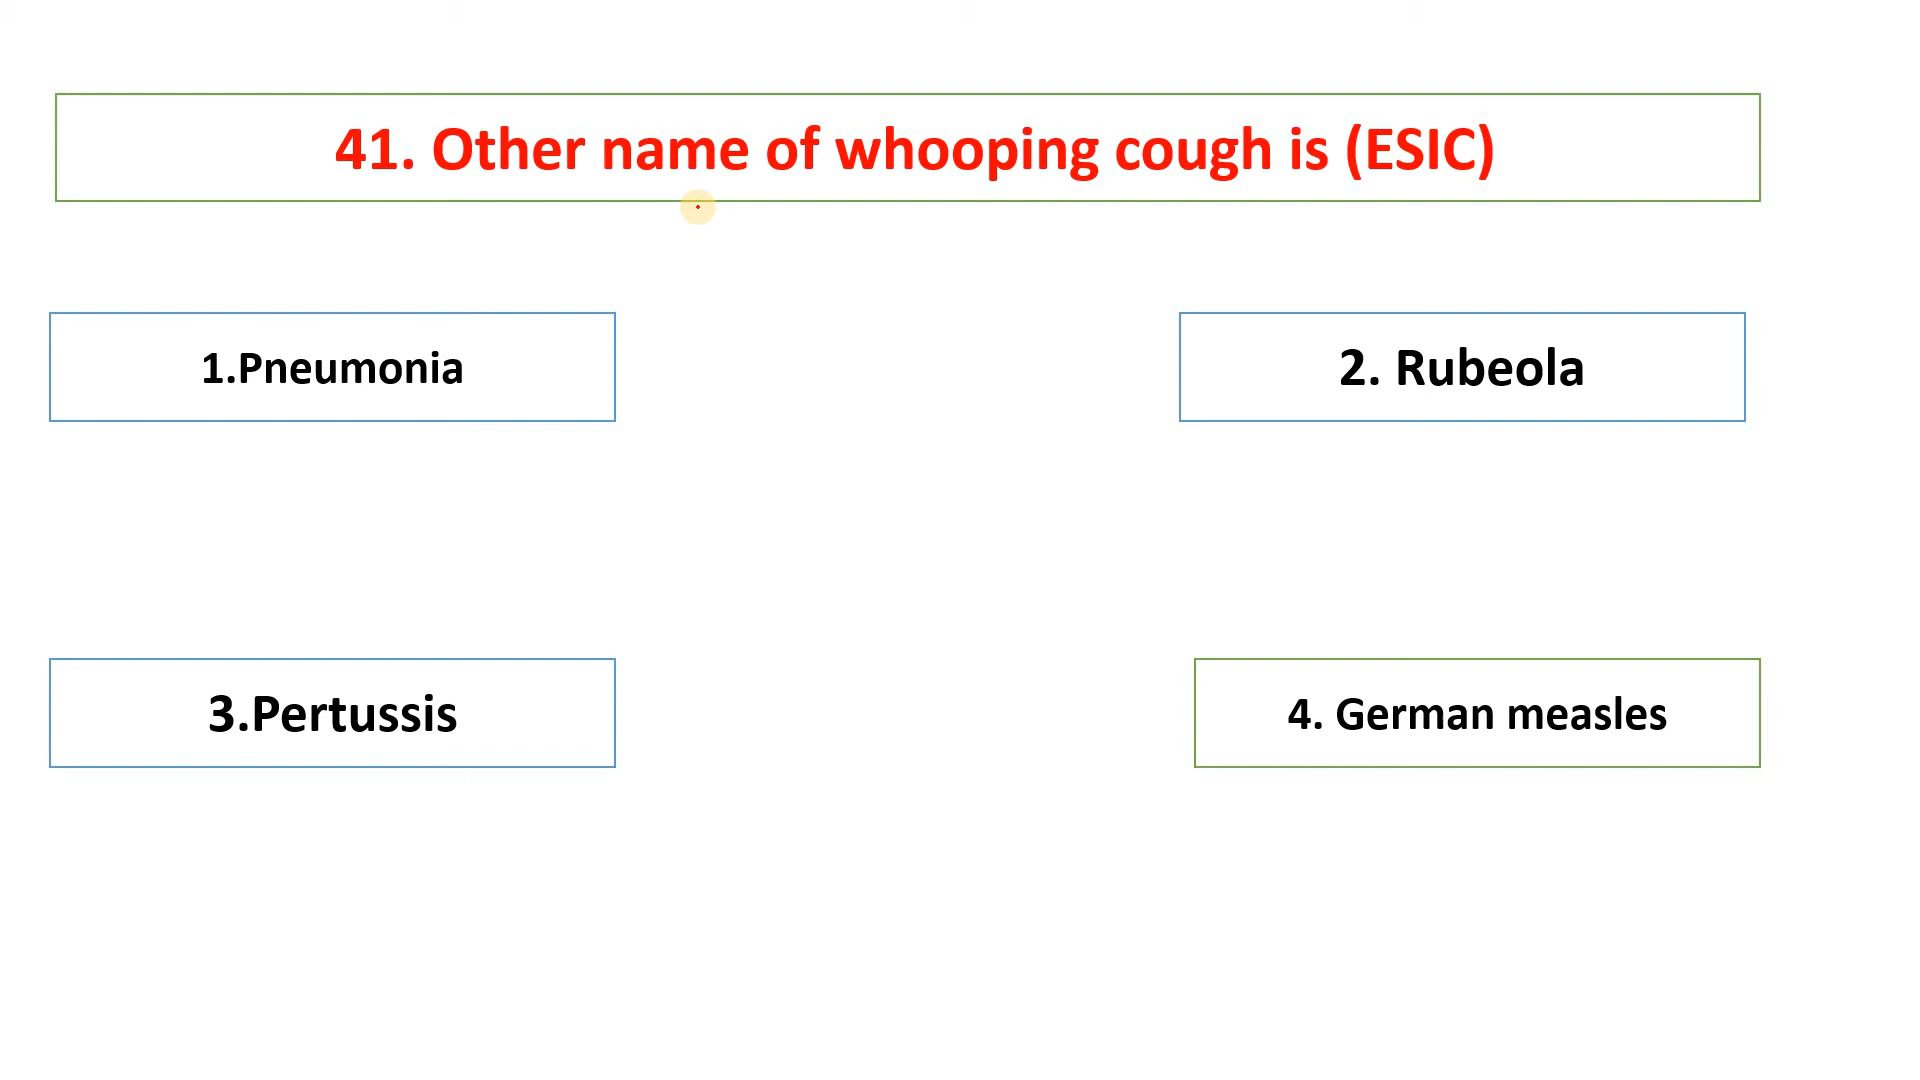 41. Other name of whooping cough is (ESIC)
1.Pneumonia
2. Rubeola
3.Pertussis
4. German measles